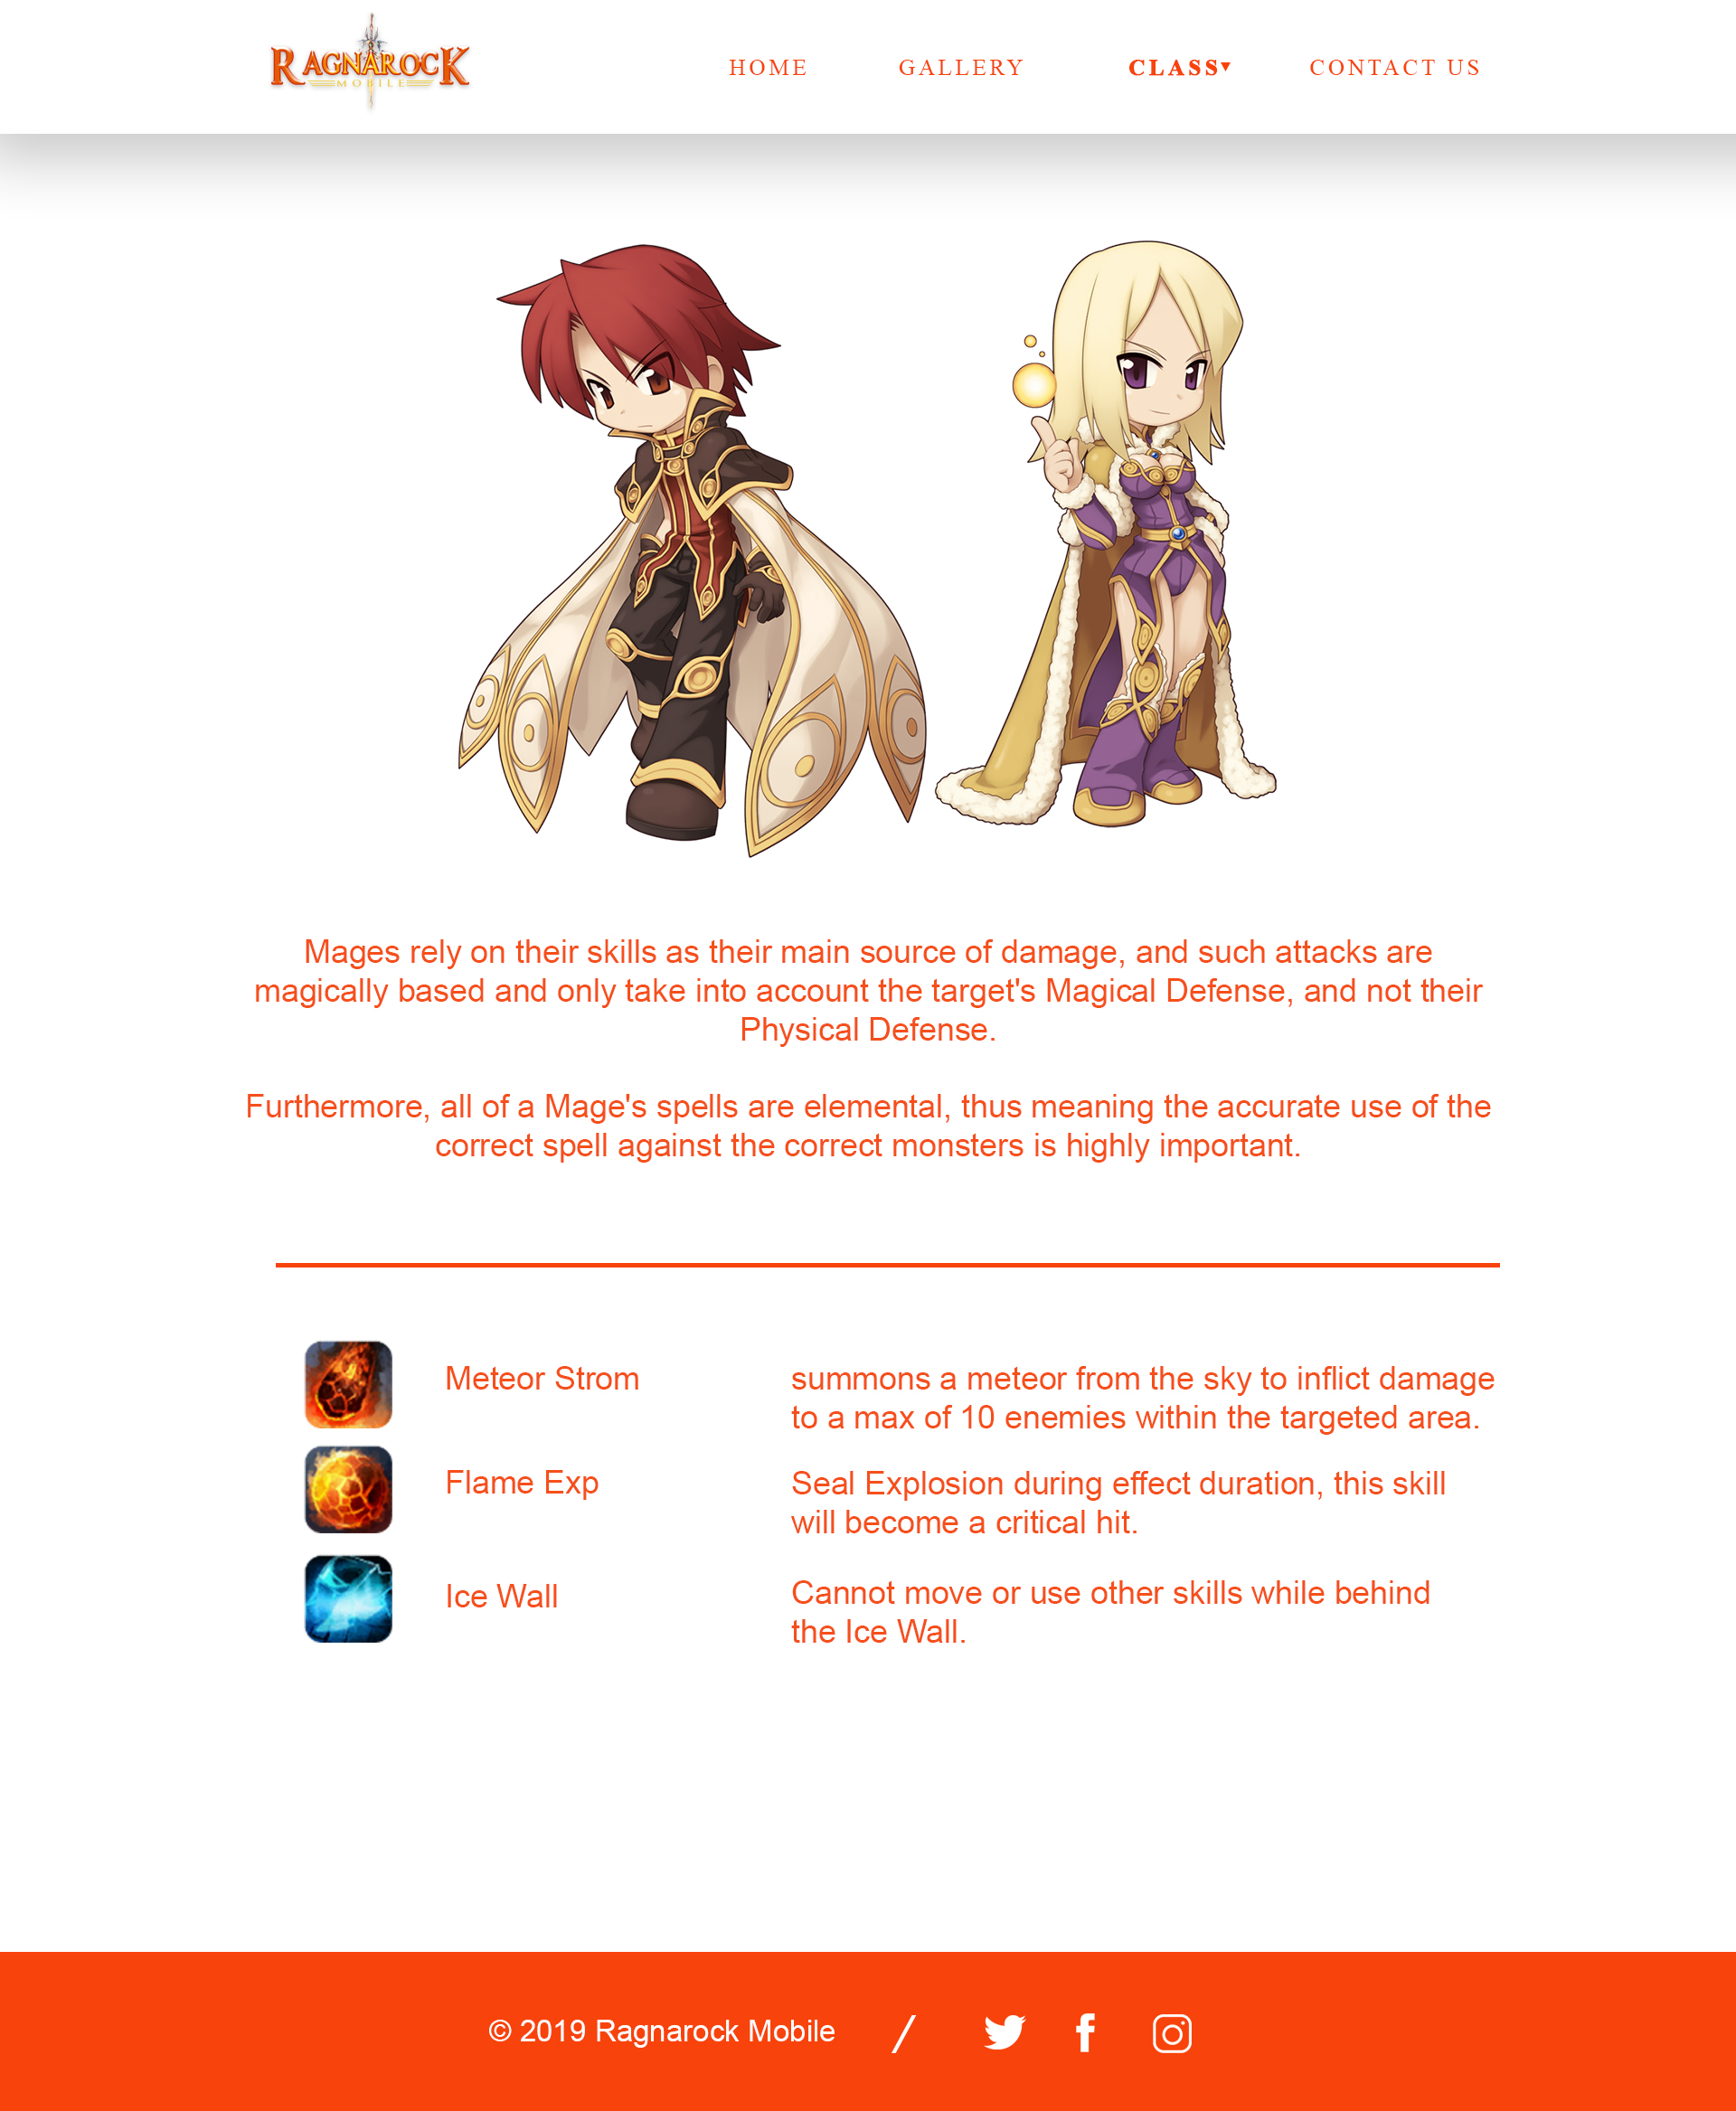 RAGNAROCK
MOBILE
HOME GALLERY CLASS▾ CONTACT US
Mages rely on their skills as their main source of damage, and such attacks are
magically based and only take into account the target's Magical Defense, and not their
Physical Defense.
Furthermore, all of a Mage's spells are elemental, thus meaning the accurate use of the
correct spell against the correct monsters is highly important.
Meteor Strom
summons a meteor from the sky to inflict damage
to a max of 10 enemies within the targeted area.
Flame Exp
Seal Explosion during effect duration, this skill
will become a critical hit.
Ice Wall
Cannot move or use other skills while behind
the Ice Wall.
© 2019 Ragnarock Mobile /